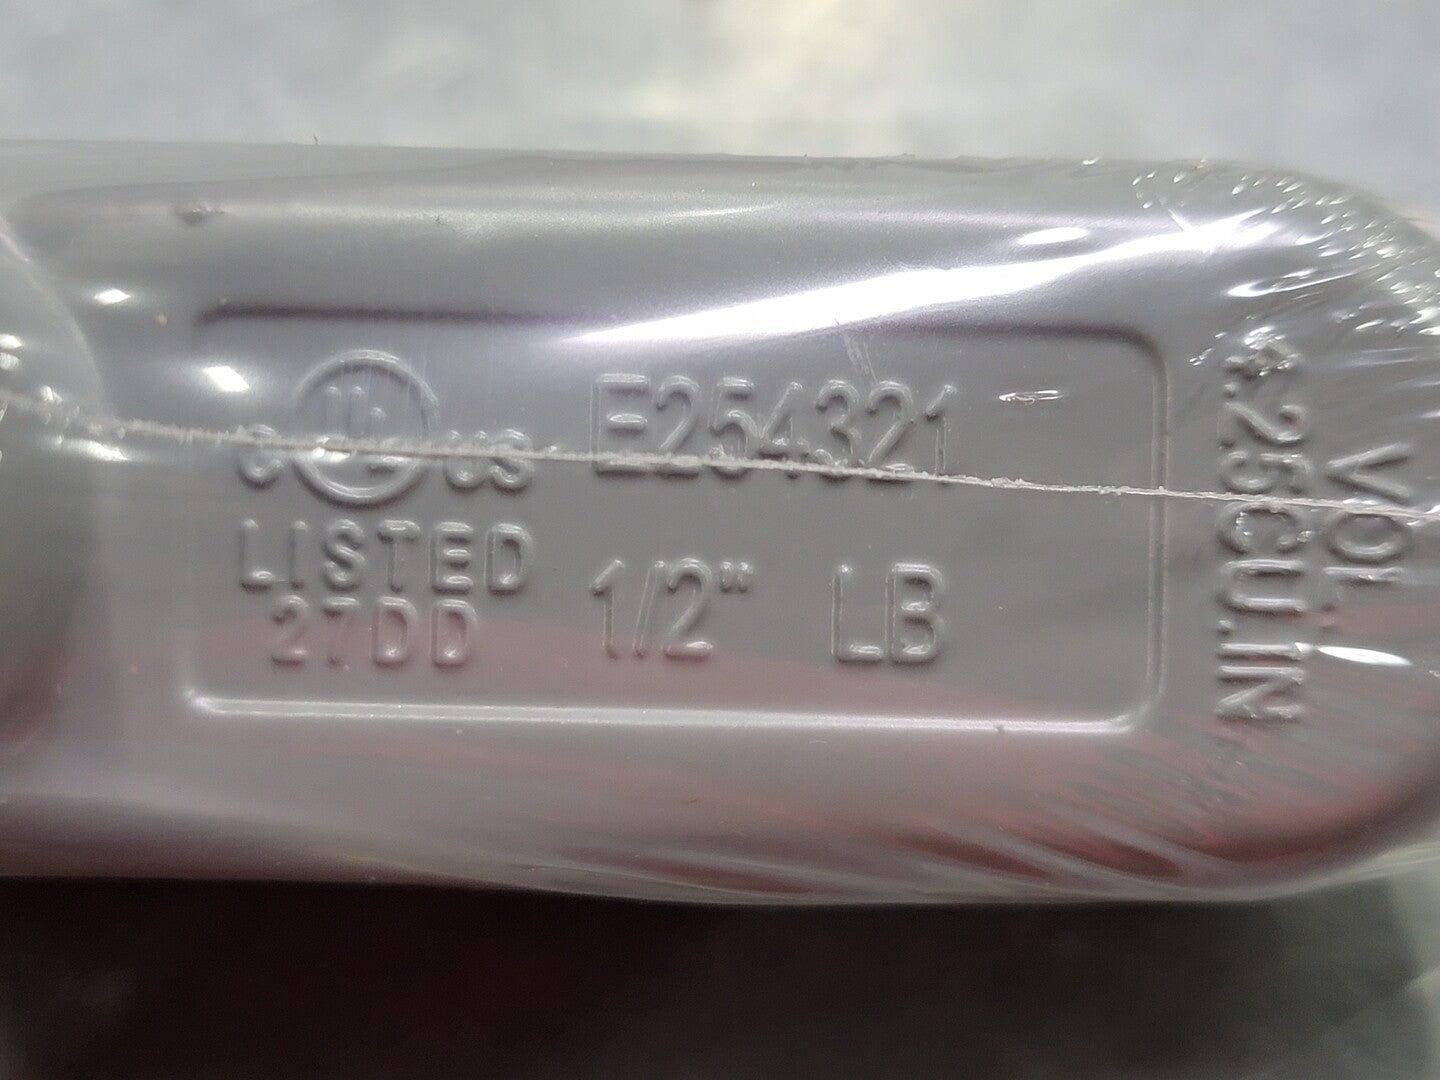 C UL US
E254321
LISTED
27DD
1/2" LB
VOL
4.25CU.IN